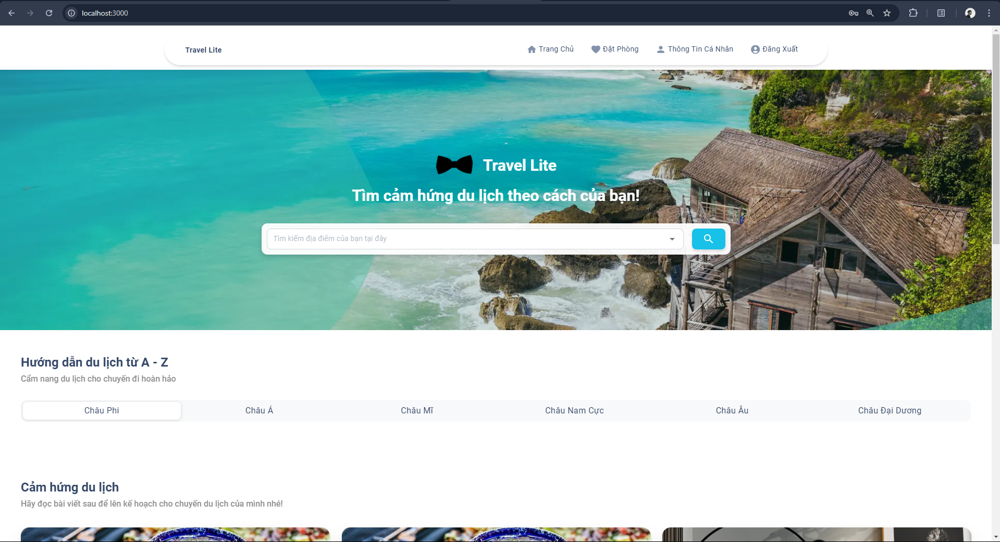 localhost:3000
Travel Lite
Trang Chủ
Đặt Phòng
Thông Tin Cá Nhân
Đăng Xuất
Travel Lite
Tìm cảm hứng du lịch theo cách của bạn!
Tìm kiếm địa điểm của bạn tại đây
Hướng dẫn du lịch từ A - Z
Cẩm nang du lịch cho chuyến đi hoàn hảo
Châu Phi
Châu Á
Châu Mĩ
Châu Nam Cực
Châu Âu
Châu Đại Dương
Cảm hứng du lịch
Hãy đọc bài viết sau để lên kế hoạch cho chuyến du lịch của mình nhé!